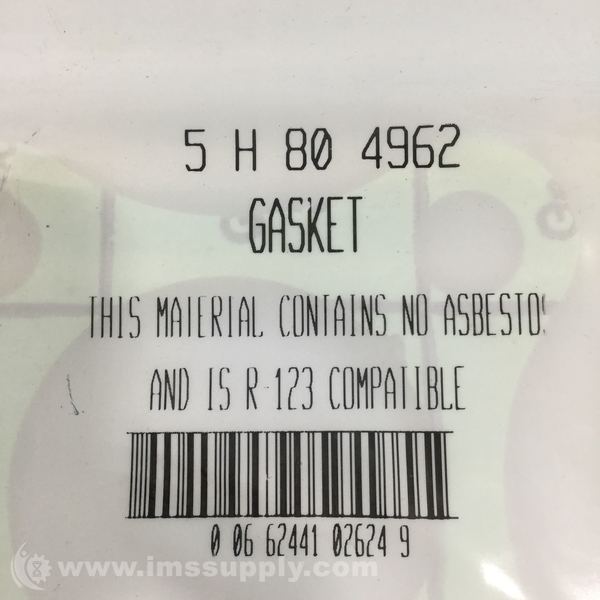 5 H 80 4962
GASKET
THIS MATERIAL CONTAINS NO ASBESTOS
AND IS R-123 COMPATIBLE
0 06 62441 02624 9
www.imssupply.com